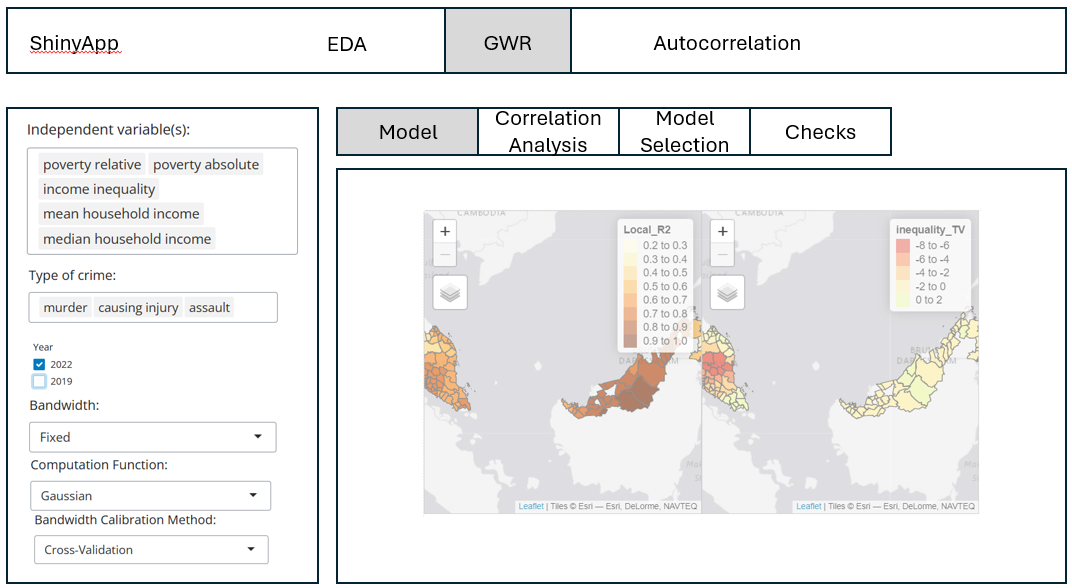 ShinyApp
EDA
GWR
Autocorrelation
Independent variable(s):
poverty relative poverty absolute
income inequality
mean household income
median household income
Type of crime:
murder causing injury assault
Year
2022
2019
Bandwidth:
Fixed
Computation Function:
Gaussian
Bandwidth Calibration Method:
Cross-Validation
Model
Correlation
Analysis
Model
Selection
Checks
CAMBODIA
+
−
Local_R2
0.2 to 0.3
0.3 to 0.4
0.4 to 0.5
0.5 to 0.6
0.6 to 0.7
0.7 to 0.8
0.8 to 0.9
0.9 to 1.0
Leaflet | Tiles © Esri — Esri, DeLorme, NAVTEQ
CAMBODIA
+
−
inequality_TV
-8 to -6
-6 to -4
-4 to -2
-2 to 0
0 to 2
Leaflet | Tiles © Esri — Esri, DeLorme, NAVTEQ